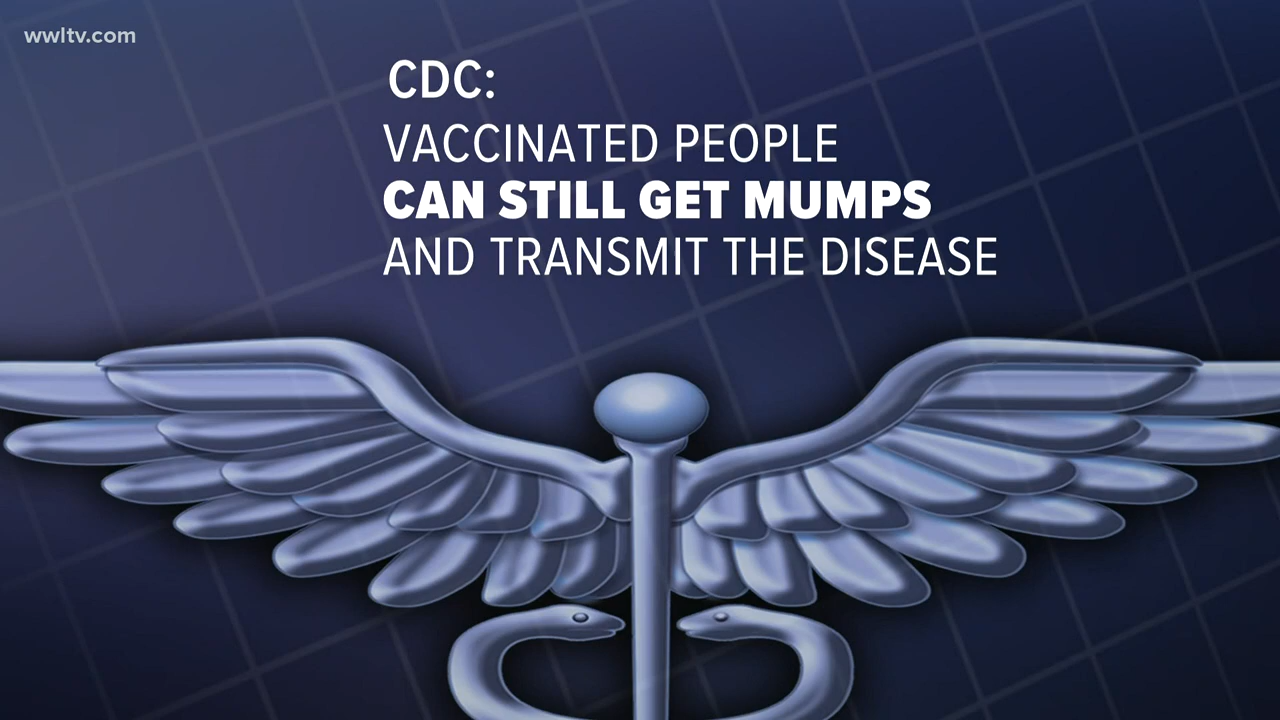 wwltv.com
CDC:
VACCINATED PEOPLE
CAN STILL GET MUMPS
AND TRANSMIT THE DISEASE